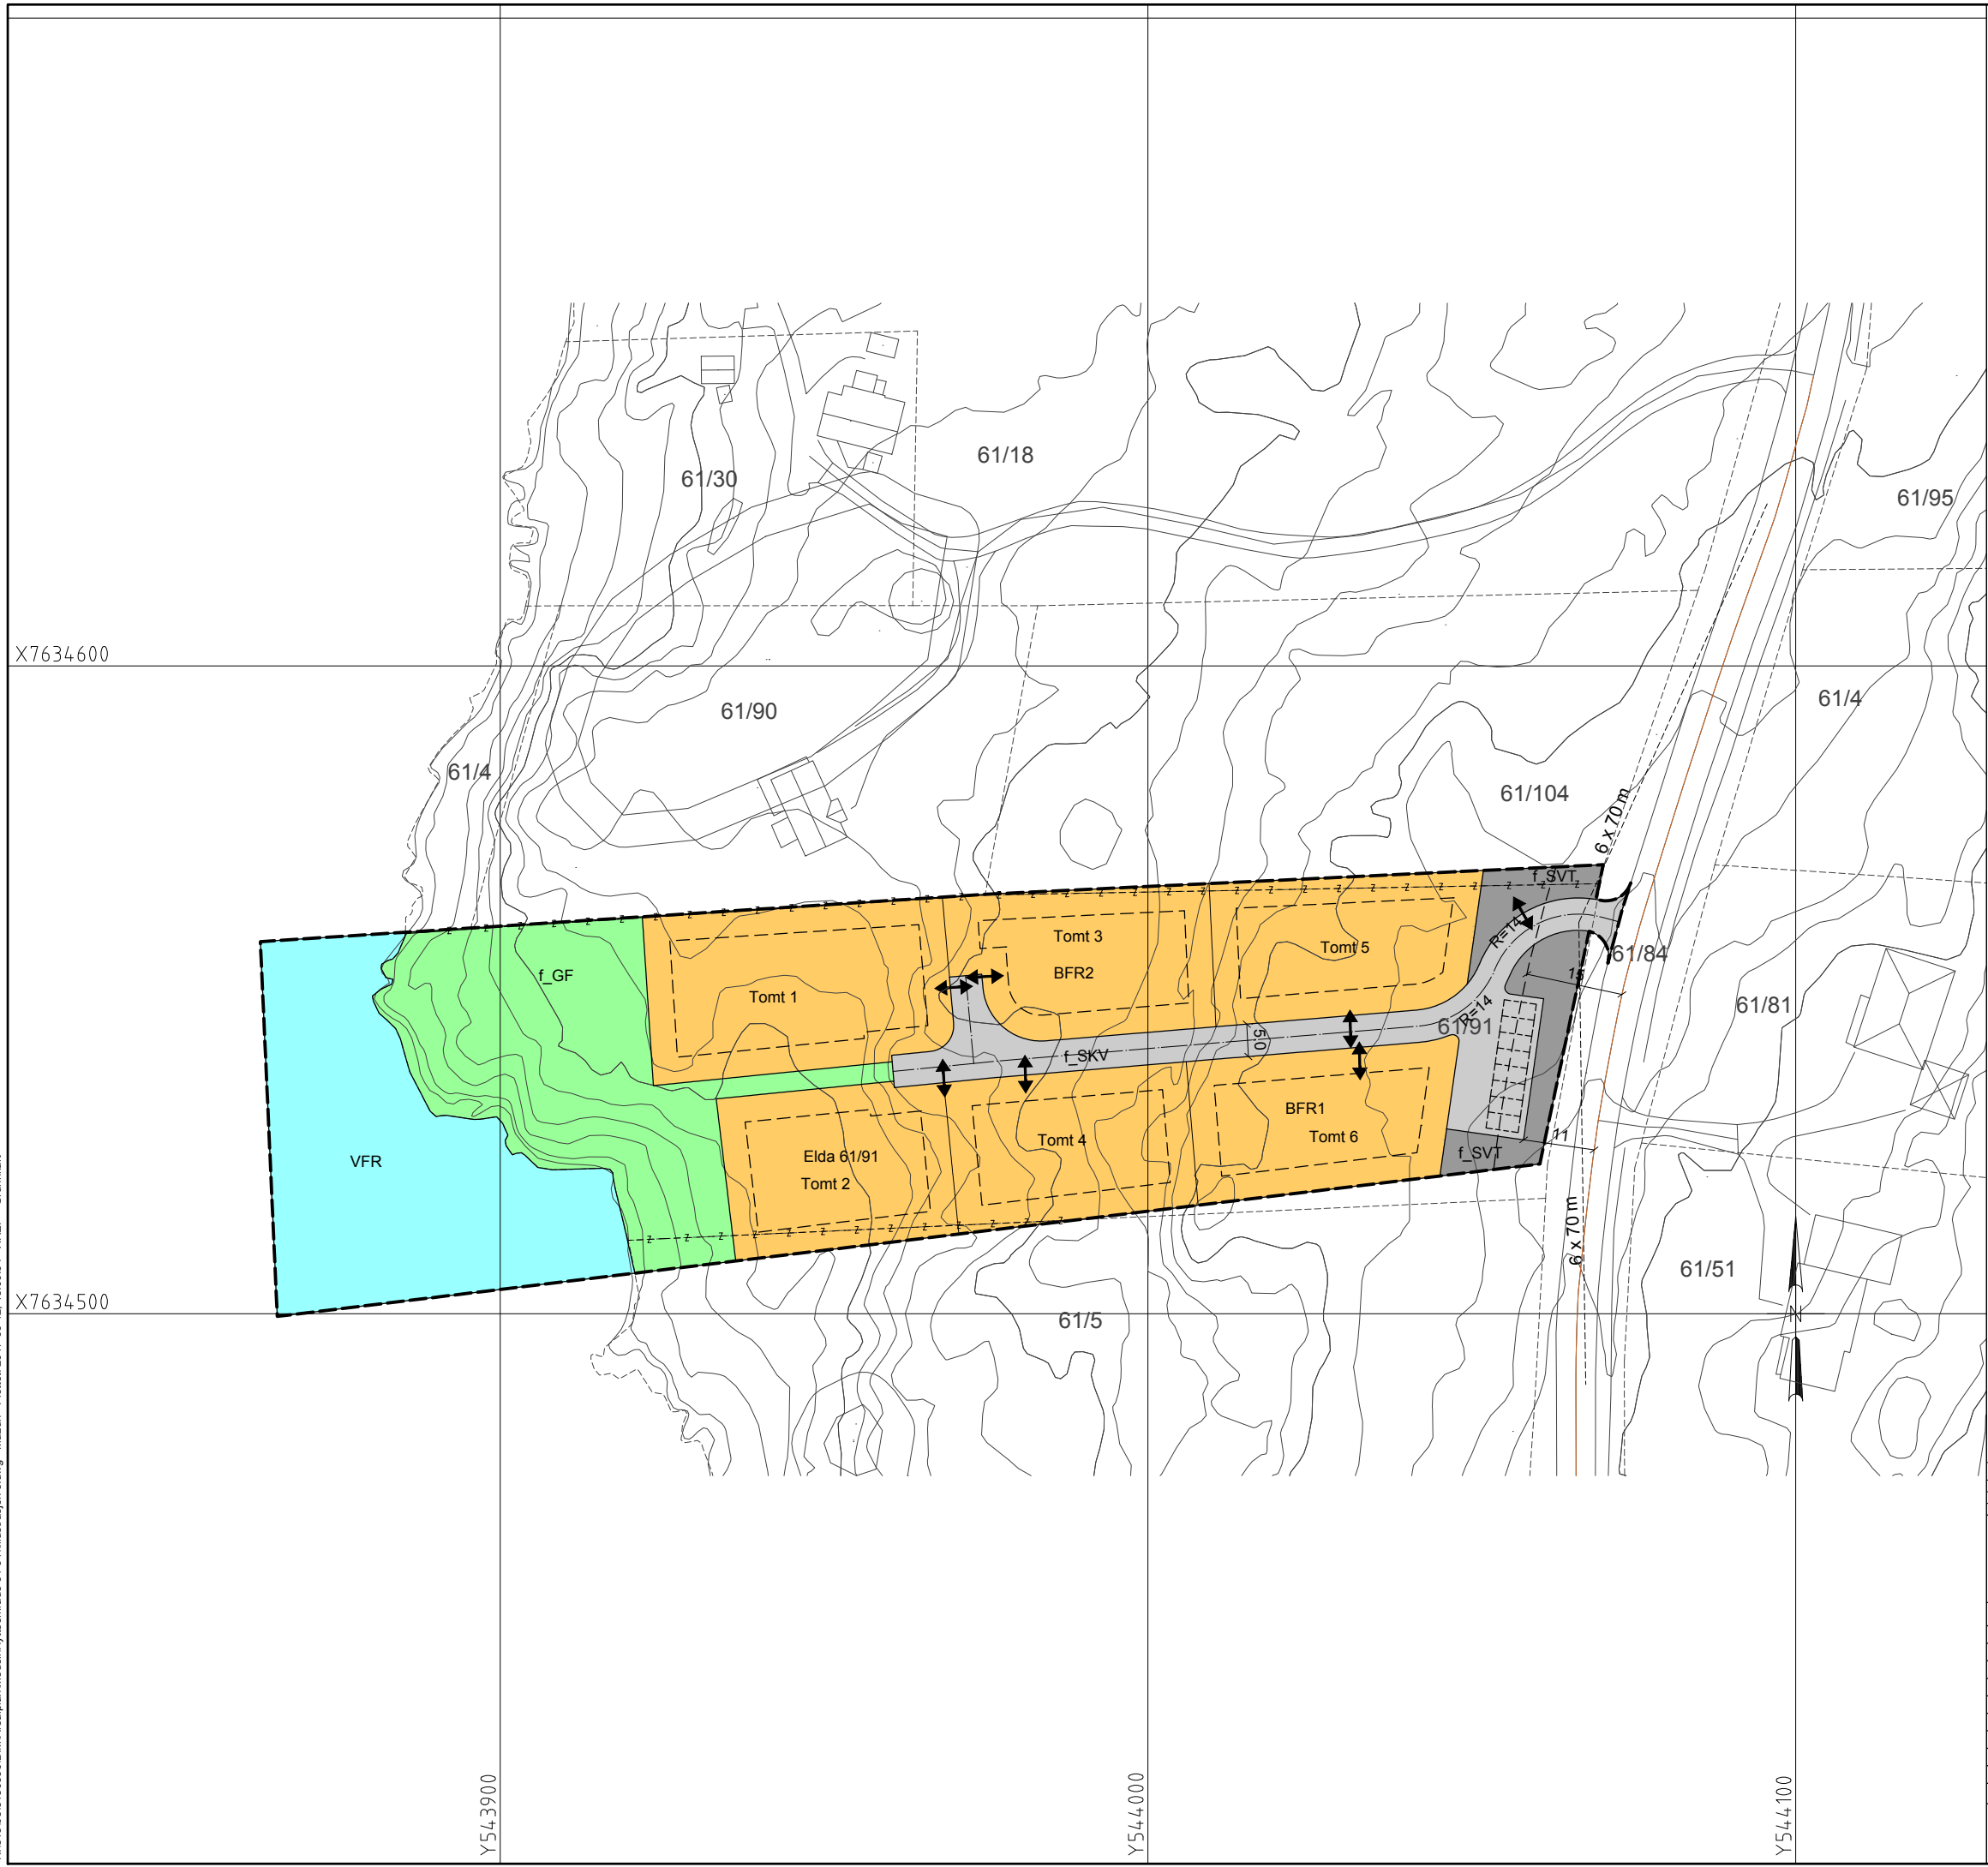 61/18
61/30
61/95
X7634600
61/90
61/4
61/4
61/104
6 x 70 m
f_SVT
Tomt 3
Tomt 5
R=14
61/84
f_GF
BFR2
15
Tomt 1
61/81
R=14
61/91
5.0
f_SKV
BFR1
Tomt 4
Tomt 6
11
VFR
Elda 61/91
f_SVT
Tomt 2
6 x 70 m
61/51
X7634500
61/5
N
Y543900
Y544000
Y544100